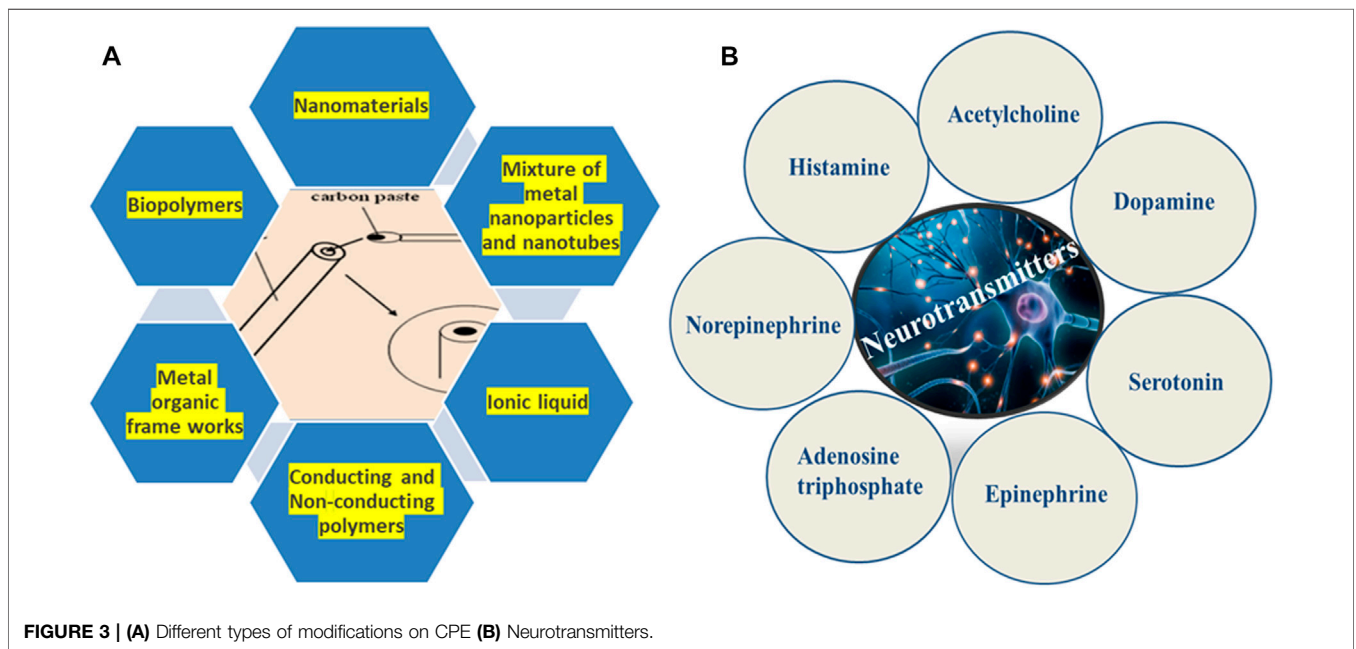 A
Nanomaterials
Mixture of
metal
nanoparticles
and nanotubes
Ionic liquid
Conducting and
Non-conducting
polymers
Metal
organic
frame works
Biopolymers
carbon paste
B
Acetylcholine
Dopamine
Serotonin
Epinephrine
Adenosine
triphosphate
Norepinephrine
Histamine
Neurotransmitters
FIGURE 3 | (A) Different types of modifications on CPE (B) Neurotransmitters.